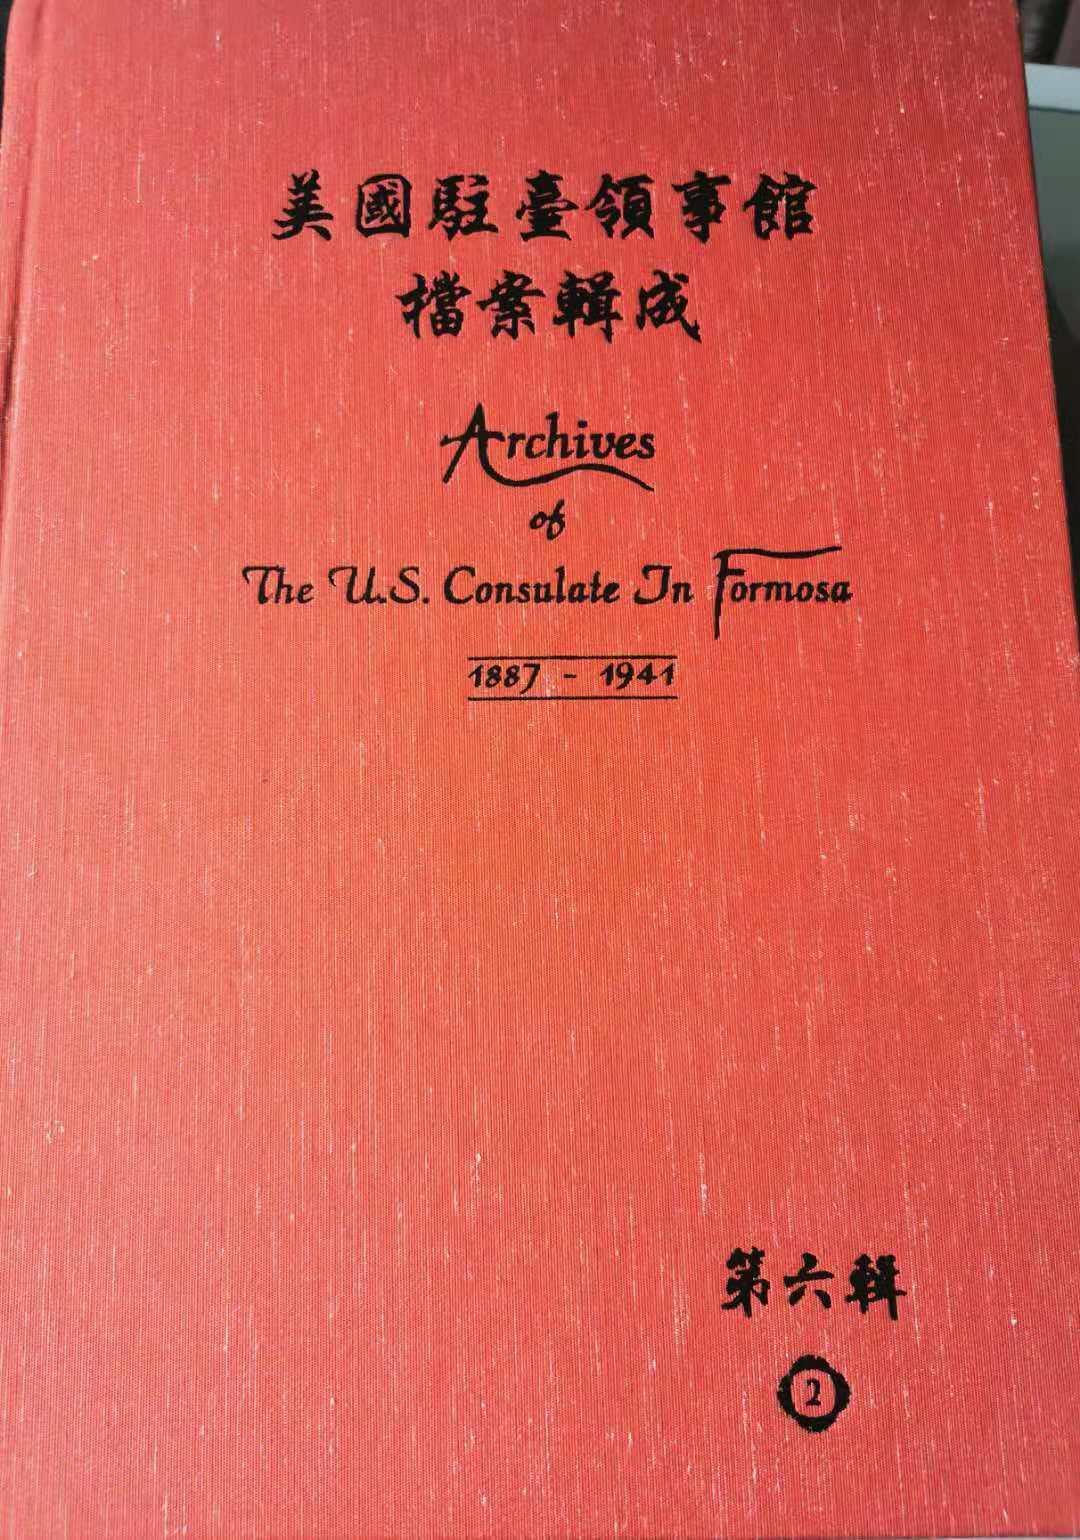 美國駐臺領事館
檔案輯成
Archives
of
The U.S. Consulate In Formosa
1887 - 1941
第六輯
2